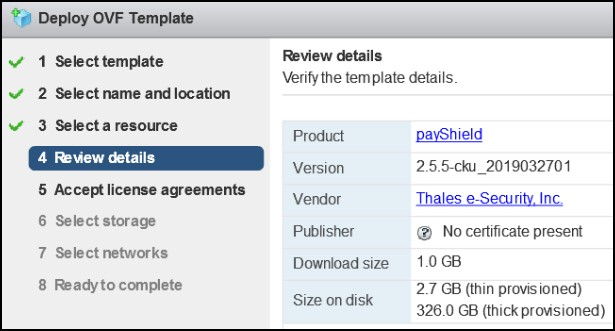 Deploy OVF Template
1 Select template
2 Select name and location
3 Select a resource
4 Review details
5 Accept license agreements
6 Select storage
7 Select networks
8 Ready to complete
Review details
Verify the template details.
Product payShield
Version 2.5.5-cku_2019032701
Vendor Thales e-Security, Inc.
Publisher ? No certificate present
Download size 1.0 GB
Size on disk 2.7 GB (thin provisioned)
326.0 GB (thick provisioned)